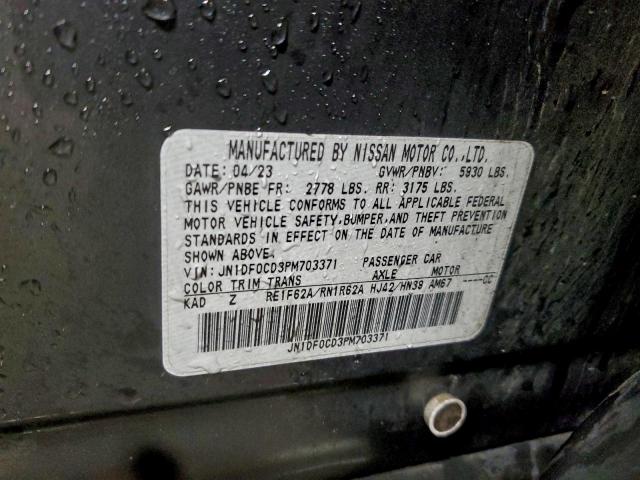 MANUFACTURED BY NISSAN MOTOR CO.,LTD.
DATE: 04/23 GVWR/PNBV: 5930 LBS.
GAWR/PNBE FR: 2778 LBS. RR: 3175 LBS.
THIS VEHICLE CONFORMS TO ALL APPLICABLE FEDERAL
MOTOR VEHICLE SAFETY,BUMPER,AND THEFT PREVENTION
STANDARDS IN EFFECT ON THE DATE OF MANUFACTURE
SHOWN ABOVE.
VIN: JN1DF0CD3PM703371 PASSENGER CAR
COLOR TRIM TRANS AXLE MOTOR
KAD Z RE1F62A/RN1R62A HJ42/HN39 AM67 ----CC
JN1DF0CD3PM703371